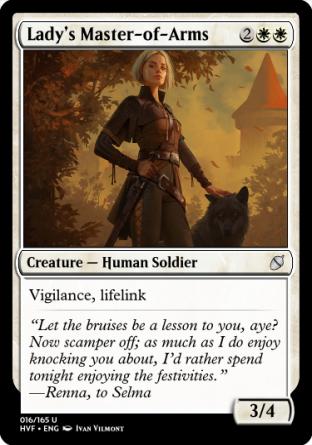 Lady's Master-of-Arms 2
Creature — Human Soldier
Vigilance, lifelink
"Let the bruises be a lesson to you, aye?
Now scamper off; as much as I do enjoy
knocking you about, I'd rather spend
tonight enjoying the festivities."
—Renna, to Selma
016/165 U
HVF • ENG Ivan Vilmont
3/4